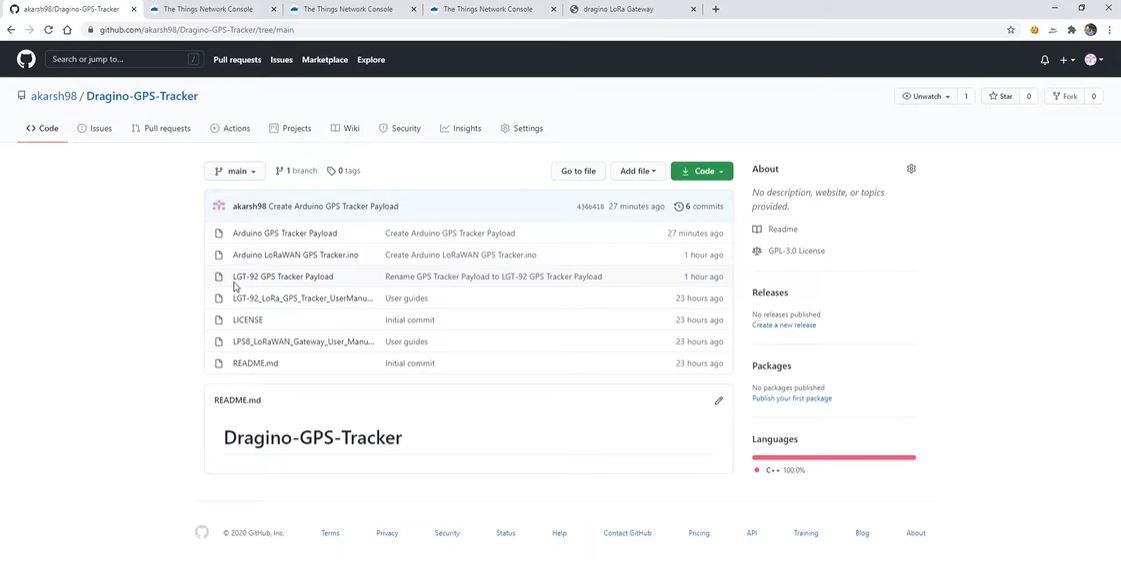 akarsh98/Dragino-GPS-Tracker
The Things Network Console
The Things Network Console
The Things Network Console
dragino LoRa Gateway
github.com/akarsh98/Dragino-GPS-Tracker/tree/main
Search or jump to...
/
Pull requests
Issues
Marketplace
Explore
akarsh98 / Dragino-GPS-Tracker
Unwatch 1
Star 0
Fork 0
Code
Issues
Pull requests
Actions
Projects
Wiki
Security
Insights
Settings
main
1 branch
0 tags
Go to file
Add file
Code
akarsh98 Create Arduino GPS Tracker Payload 436b418 27 minutes ago 6 commits
Arduino GPS Tracker Payload Create Arduino GPS Tracker Payload 27 minutes ago
Arduino LoRaWAN GPS Tracker.ino Create Arduino LoRaWAN GPS Tracker.ino 1 hour ago
LGT-92 GPS Tracker Payload Rename GPS Tracker Payload to LGT-92 GPS Tracker Payload 1 hour ago
LGT-92_LoRa_GPS_Tracker_UserManu... User guides 23 hours ago
LICENSE Initial commit 23 hours ago
LPS8_LoRaWAN_Gateway_User_Manu... User guides 23 hours ago
README.md Initial commit 23 hours ago
README.md
Dragino-GPS-Tracker
About
No description, website, or topics
provided.
Readme
GPL-3.0 License
Releases
No releases published
Create a new release
Packages
No packages published
Publish your first package
Languages
C++ 100.0%
© 2020 GitHub, Inc.
Terms
Privacy
Security
Status
Help
Contact GitHub
Pricing
API
Training
Blog
About